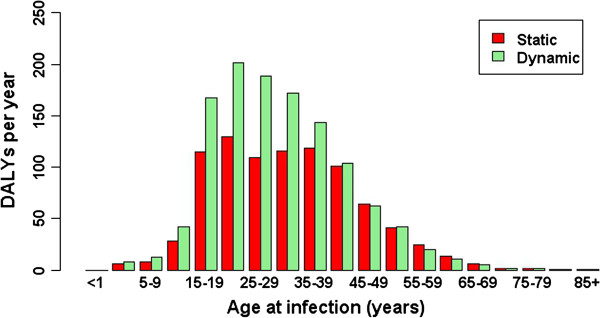 250
200
150
100
50
0
DALYs per year
Static
Dynamic
<1 5-9 15-19 25-29 35-39 45-49 55-59 65-69 75-79 85+
Age at infection (years)